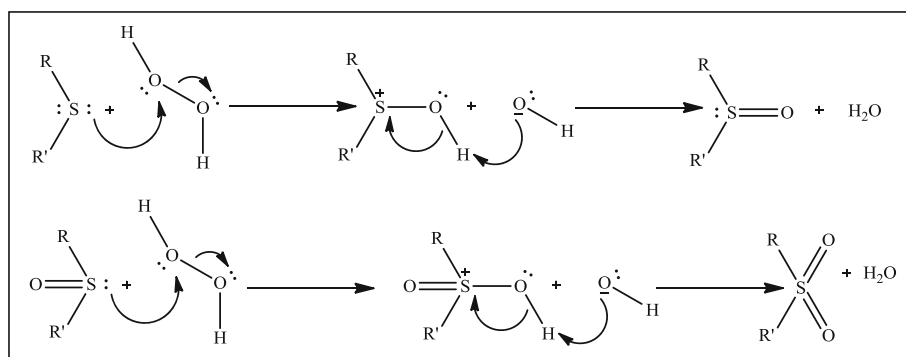 H
R
:S: + :O
O:
R'
H
R
+
S O + O:
R'
H
H
R
:S O + H₂O
R'
H
R
O S: + :O
O:
R'
H
R
+
O S O + O:
R'
H
H
R O
S + H₂O
R' O